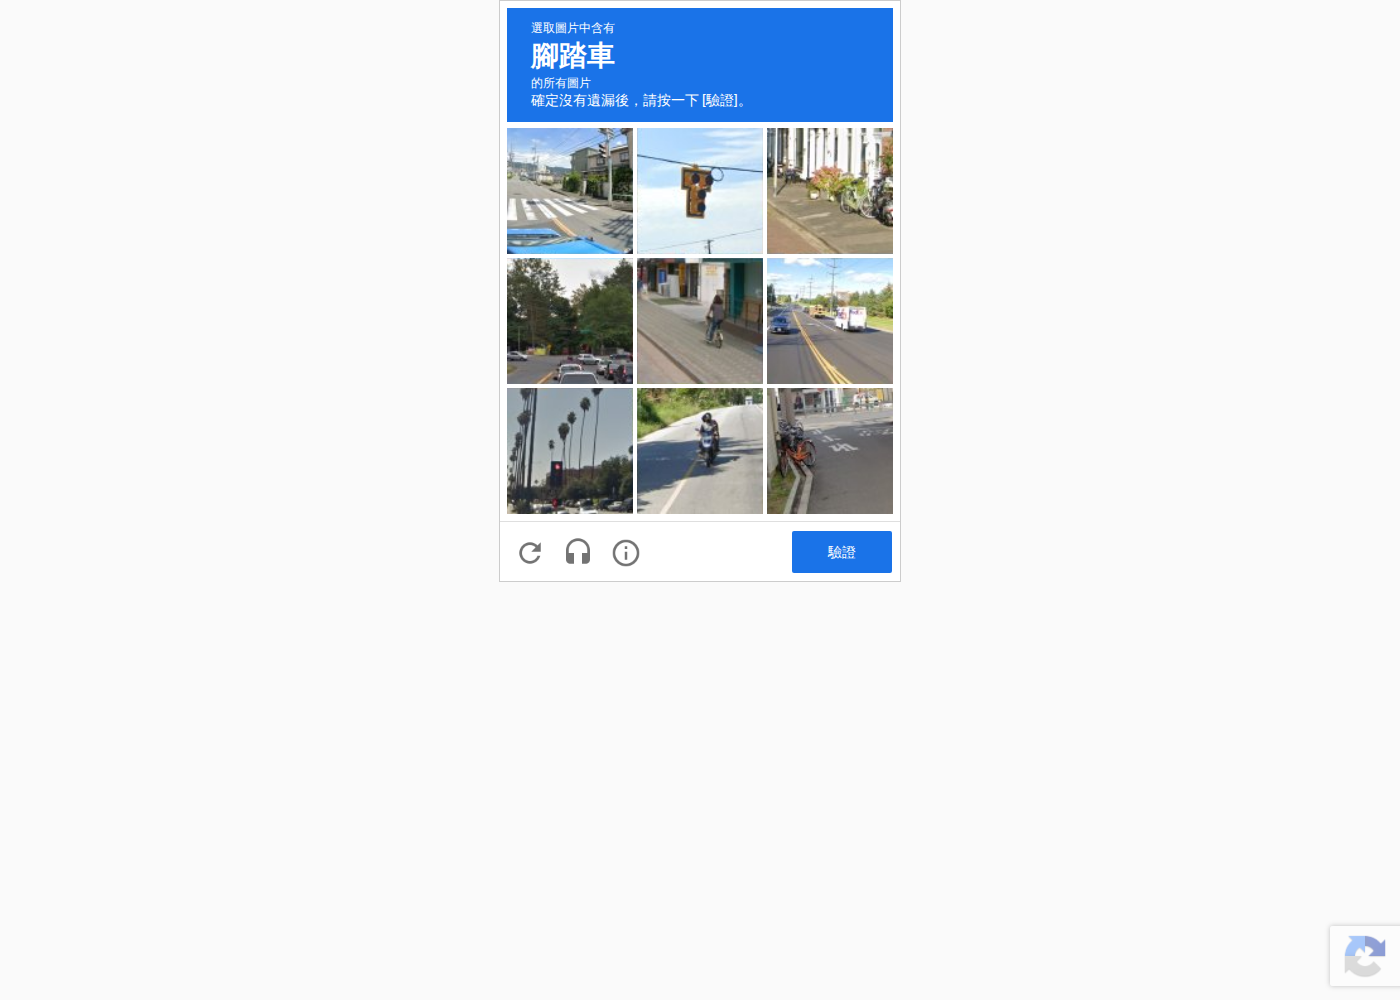 選取圖片中含有
腳踏車
的所有圖片
確定沒有遺漏後，請按一下 [驗證]。
驗證